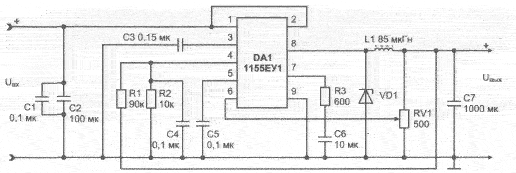 +
1
2
L1 85 мкГн
C3 0,15 мк
3
DA1
1155ЕУ1
8
+
4
Uвх
5
7
R3
600
VD1
Uвых
R1
90к
R2
10к
C1
0,1 мк
C2
100 мк
6
9
RV1
500
C7
1000 мк
C4
0,1 мк
C5
0,1 мк
C6
10 мк